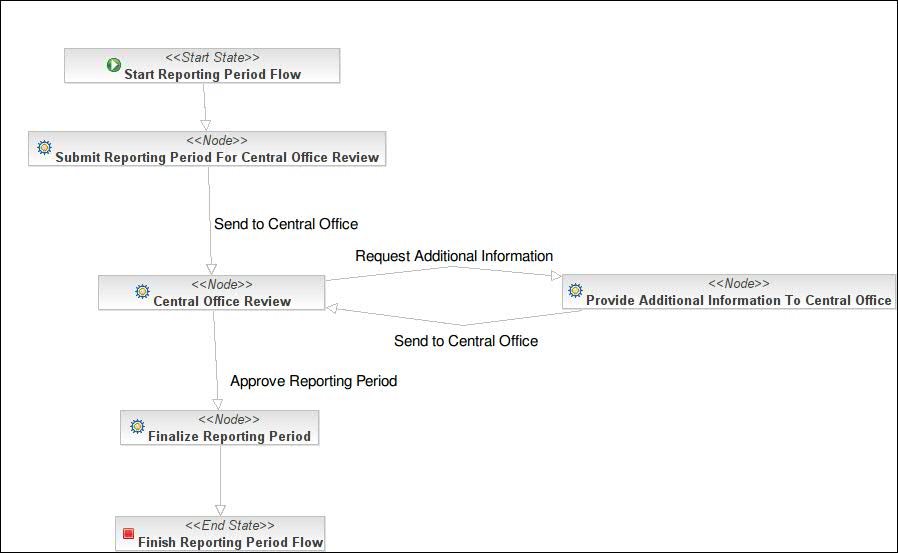 <<Start State>>
Start Reporting Period Flow
<<Node>>
Submit Reporting Period For Central Office Review
Send to Central Office
Request Additional Information
<<Node>>
Central Office Review
<<Node>>
Provide Additional Information To Central Office
Send to Central Office
Approve Reporting Period
<<Node>>
Finalize Reporting Period
<<End State>>
Finish Reporting Period Flow